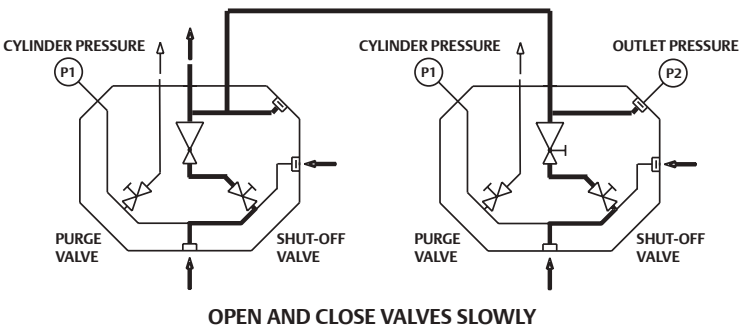 CYLINDER PRESSURE
P1
CYLINDER PRESSURE
P1
OUTLET PRESSURE
P2
PURGE
VALVE
SHUT-OFF
VALVE
PURGE
VALVE
SHUT-OFF
VALVE
OPEN AND CLOSE VALVES SLOWLY